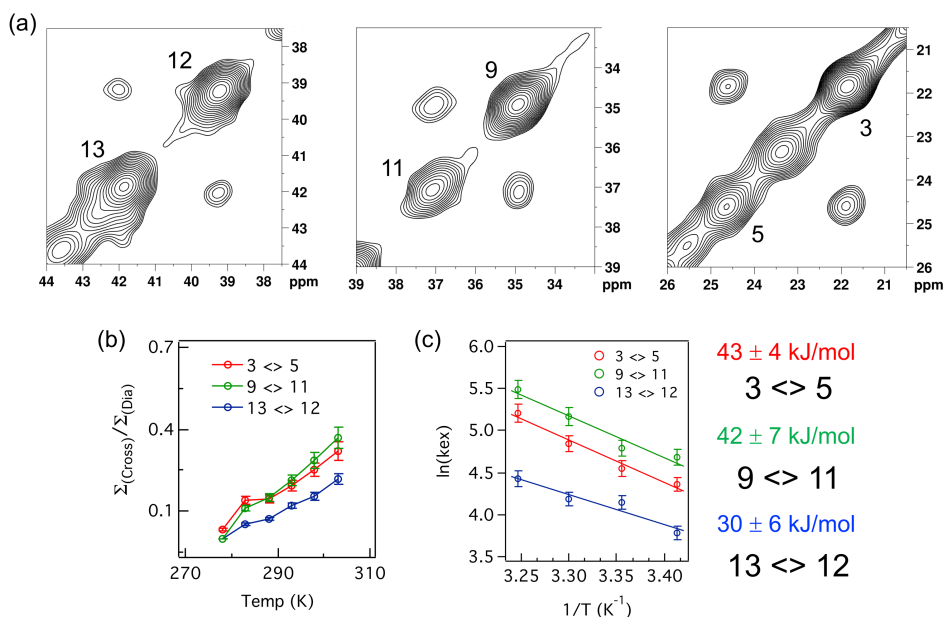 (a)
12
13
38
39
40
41
42
43
44
44 43 42 41 40 39 38 ppm
9
11
34
35
36
37
38
39
39 38 37 36 35 34 ppm
3
5
21
22
23
24
25
26
26 25 24 23 22 21 ppm
(b)
Σ(Cross)/Σ(Dia)
0.7
0.4
0.1
3 <> 5
9 <> 11
13 <> 12
270 290 310
Temp (K)
(c)
ln(kex)
6.0
5.5
5.0
4.5
4.0
3.5
3 <> 5
9 <> 11
13 <> 12
3.25 3.30 3.35 3.40
1/T (K⁻¹)
43 ± 4 kJ/mol
3 <> 5
42 ± 7 kJ/mol
9 <> 11
30 ± 6 kJ/mol
13 <> 12